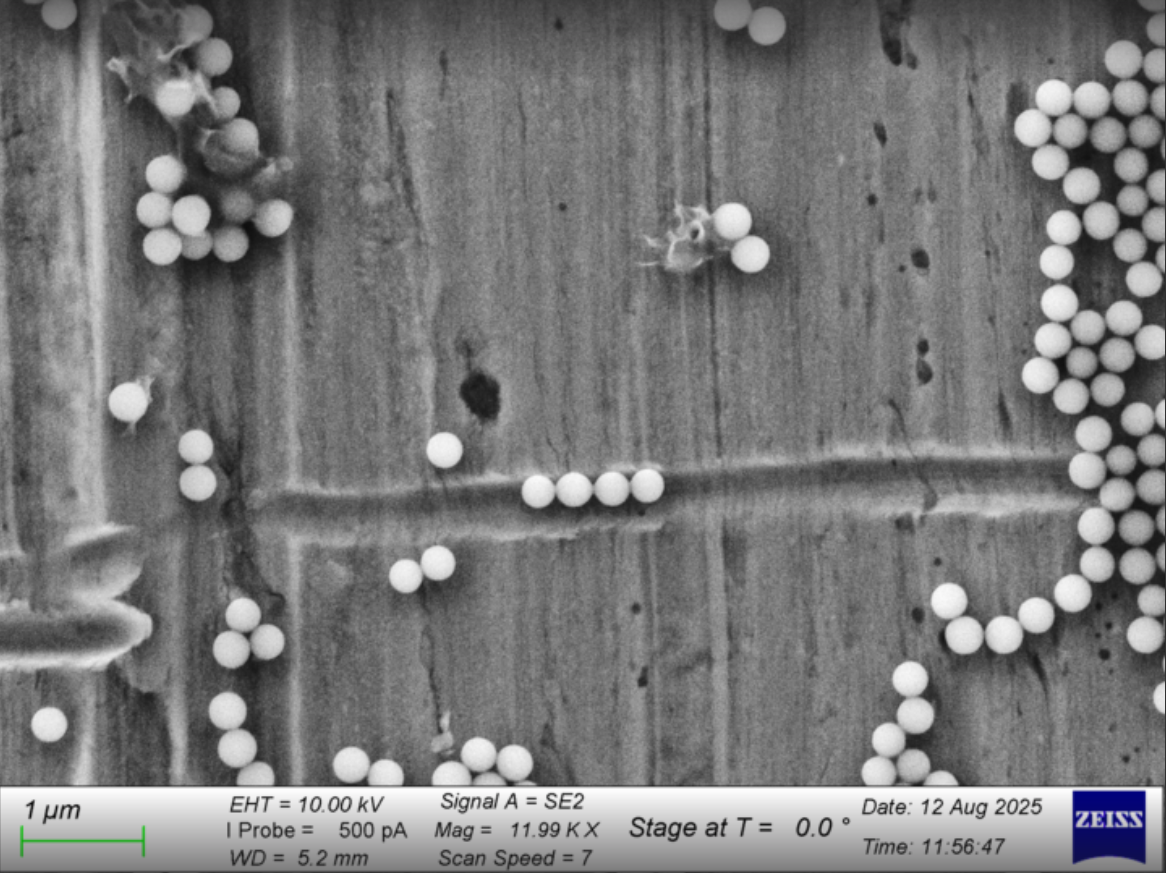 1 µm
EHT = 10.00 kV
Signal A = SE2
Date: 12 Aug 2025
I Probe = 500 pA
Mag = 11.99 K X
Stage at T = 0.0 °
ZEISS
WD = 5.2 mm
Scan Speed = 7
Time: 11:56:47